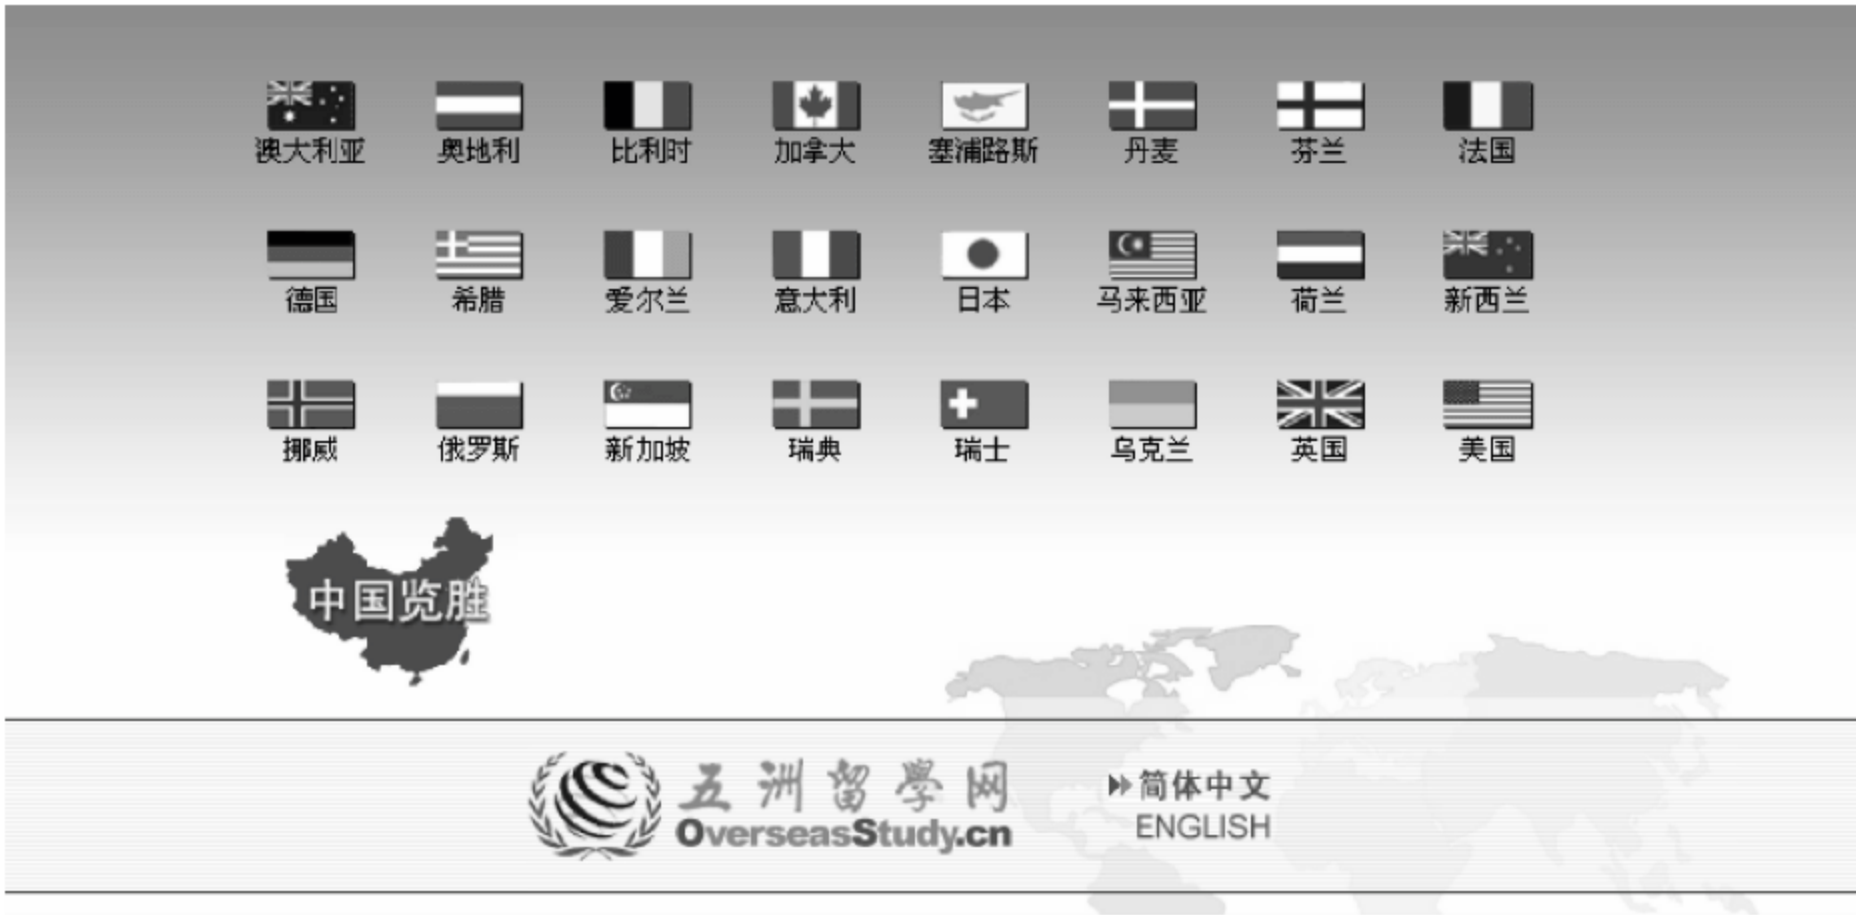 澳大利亚 奥地利 比利时 加拿大 塞浦路斯 丹麦 芬兰 法国
德国 希腊 爱尔兰 意大利 日本 马来西亚 荷兰 新西兰
挪威 俄罗斯 新加坡 瑞典 瑞士 乌克兰 英国 美国
中国览胜
五洲留學网
OverseasStudy.cn
简体中文
ENGLISH